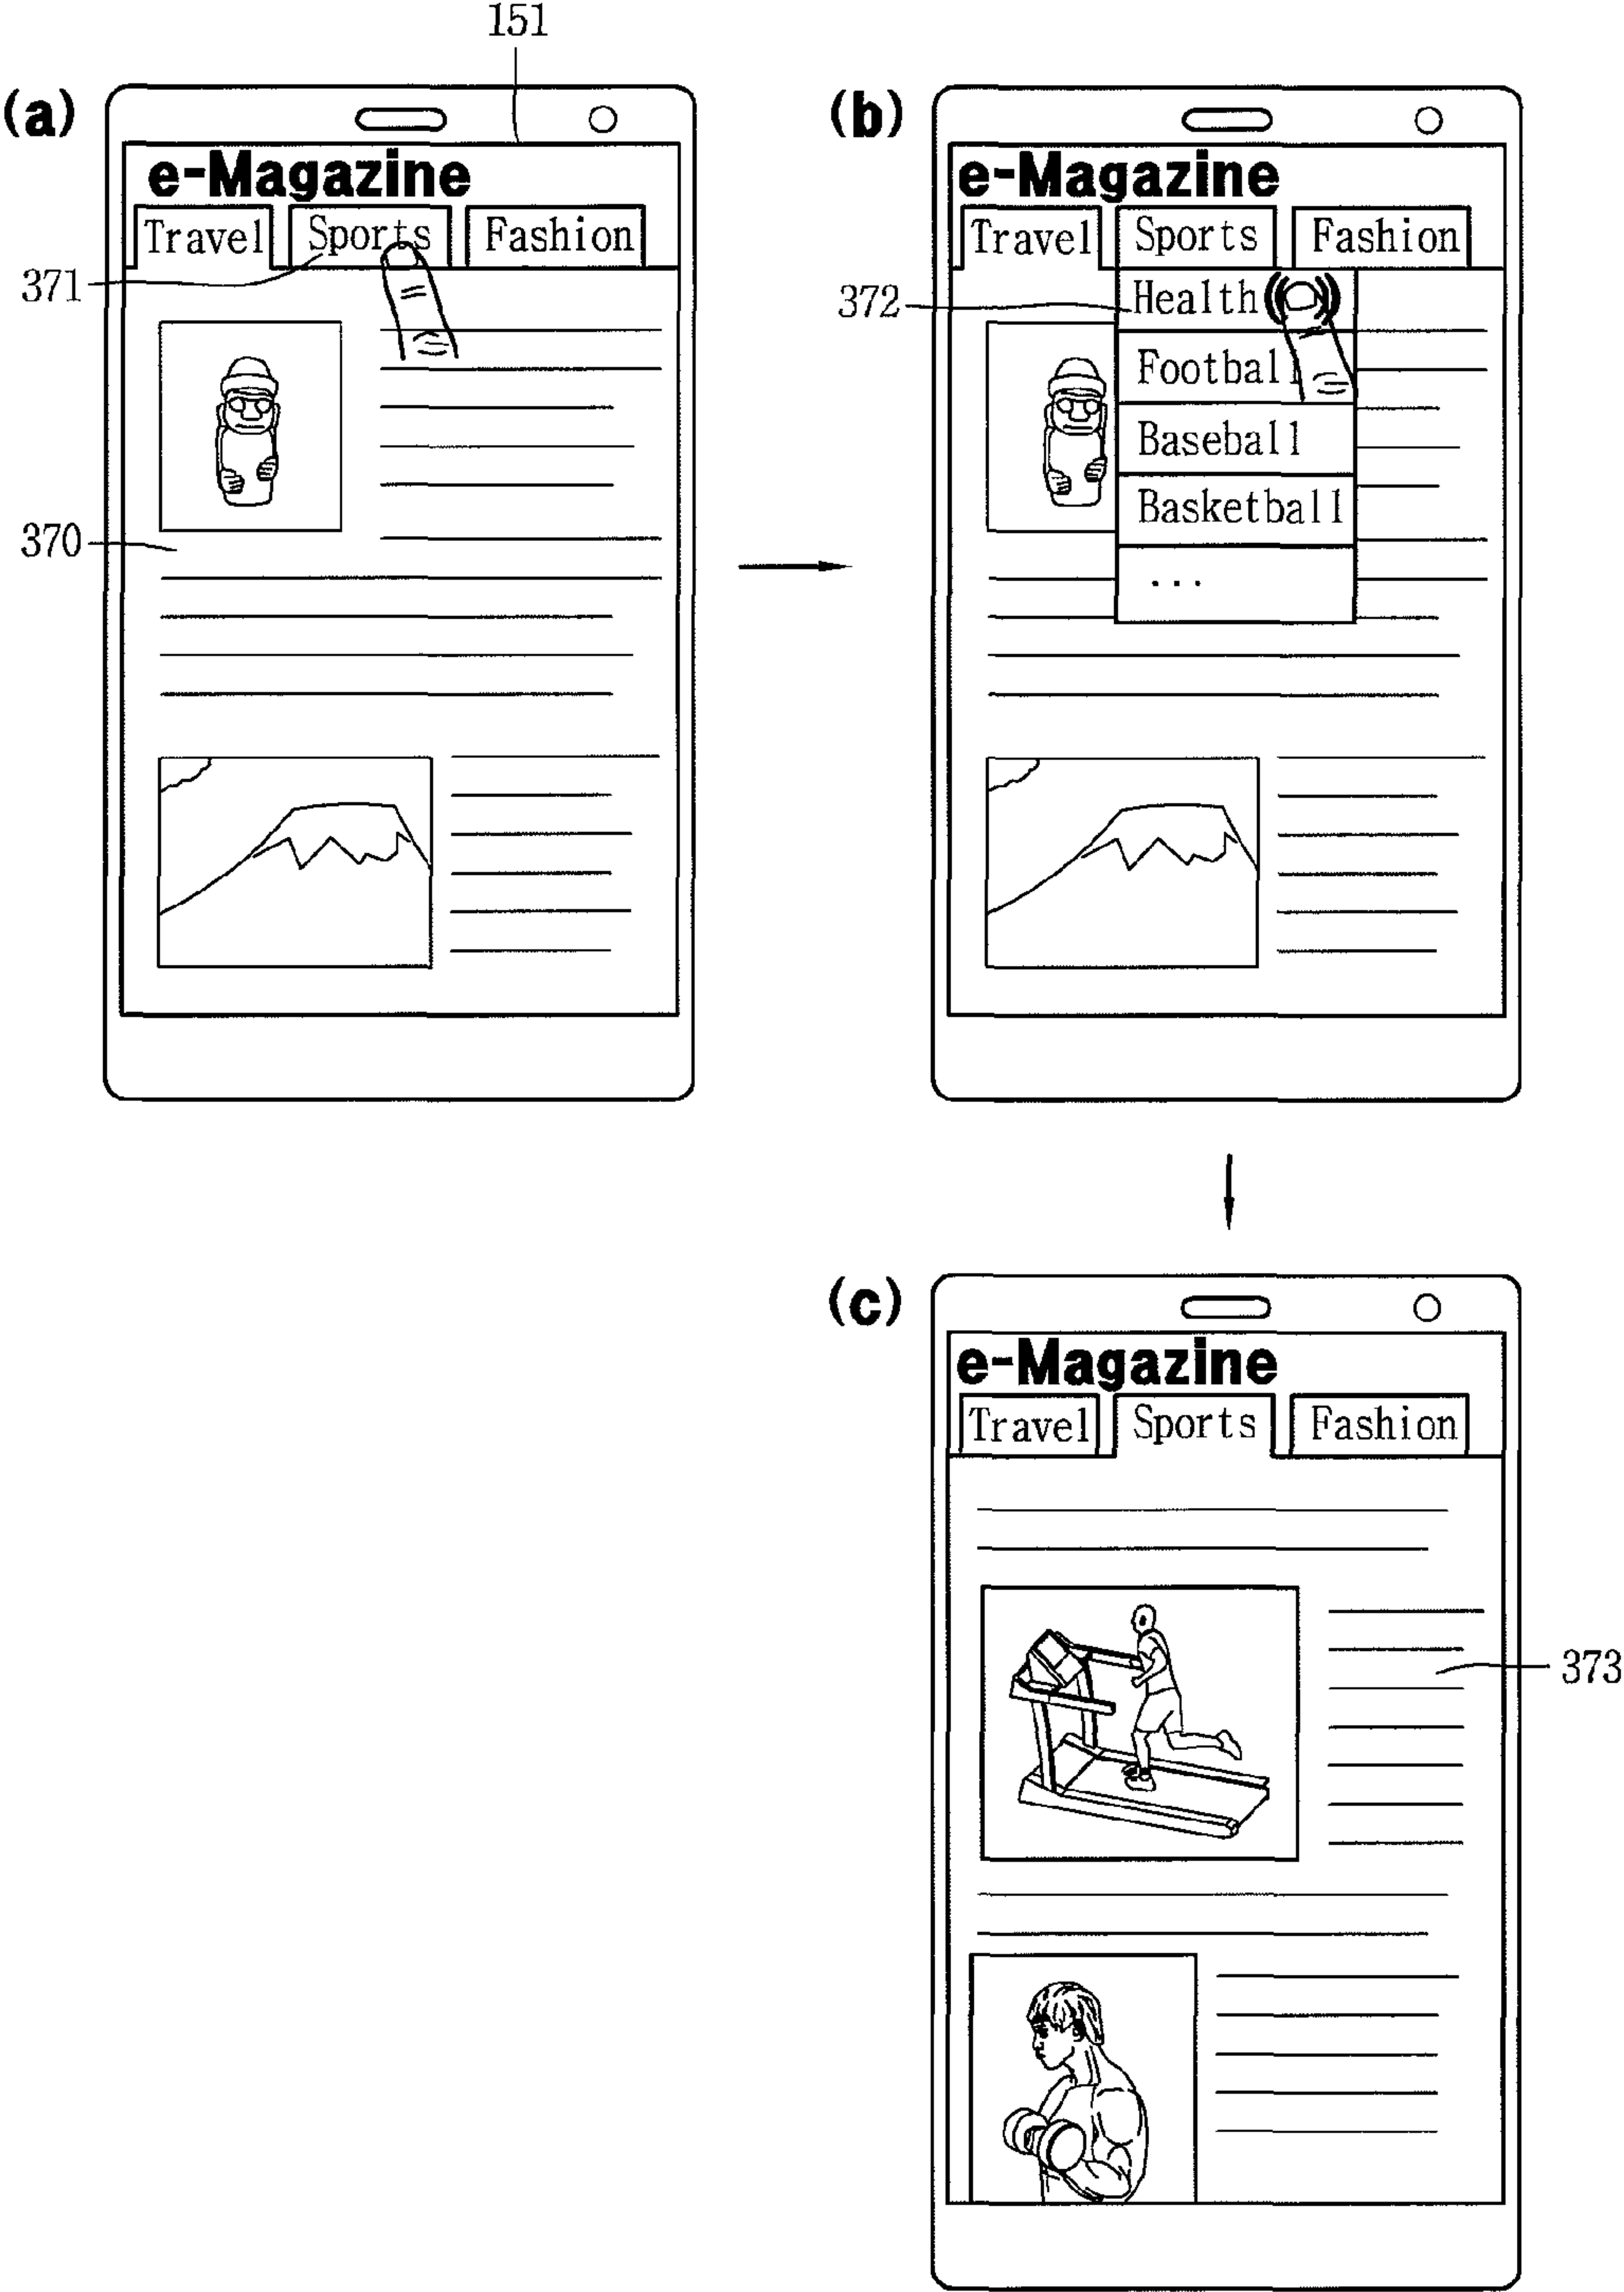 151
(a)
e-Magazine
Travel Sports Fashion
371
370
(b)
e-Magazine
Travel Sports Fashion
372
Health
Football
Baseball
Basketball
...
(c)
e-Magazine
Travel Sports Fashion
373